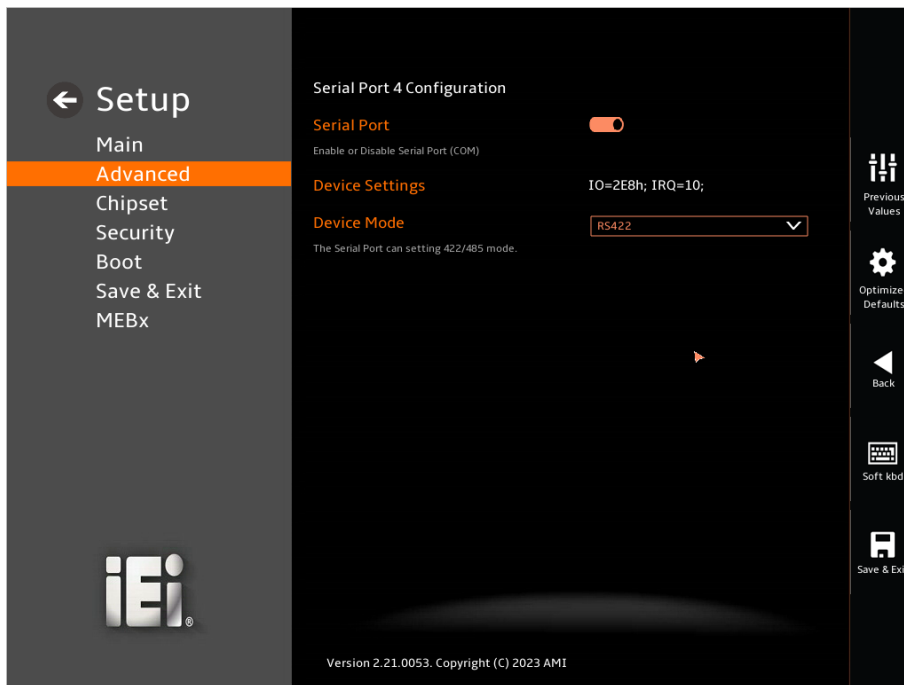 Setup
Main
Advanced
Chipset
Security
Boot
Save & Exit
MEBx
iEi®
Serial Port 4 Configuration
Serial Port
Enable or Disable Serial Port (COM)
Device Settings IO=2E8h; IRQ=10;
Device Mode RS422
The Serial Port can setting 422/485 mode.
Version 2.21.0053. Copyright (C) 2023 AMI
Previous
Values
Optimize
Defaults
Back
Soft kbd
Save & Exi